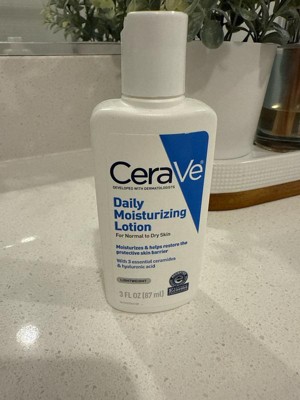 CeraVe
DEVELOPED WITH DERMATOLOGISTS
Daily
Moisturizing
Lotion
For Normal to Dry Skin
Moisturizes & helps restore the
protective skin barrier
With 3 essential ceramides
& hyaluronic acid
LIGHTWEIGHT
3 FL OZ (87 ml)